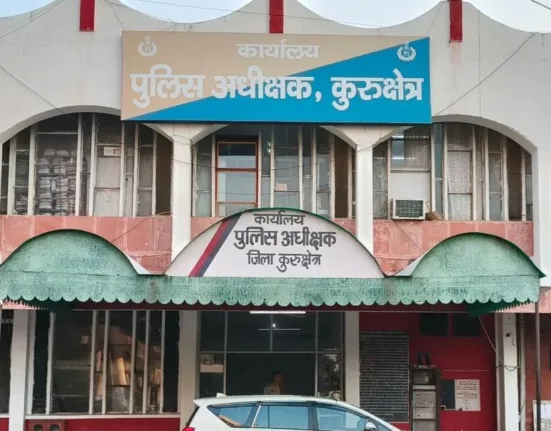 कार्यालय
पुलिस अधीक्षक, कुरुक्षेत्र
कार्यालय
पुलिस अधीक्षक
ज़िला कुरुक्षेत्र